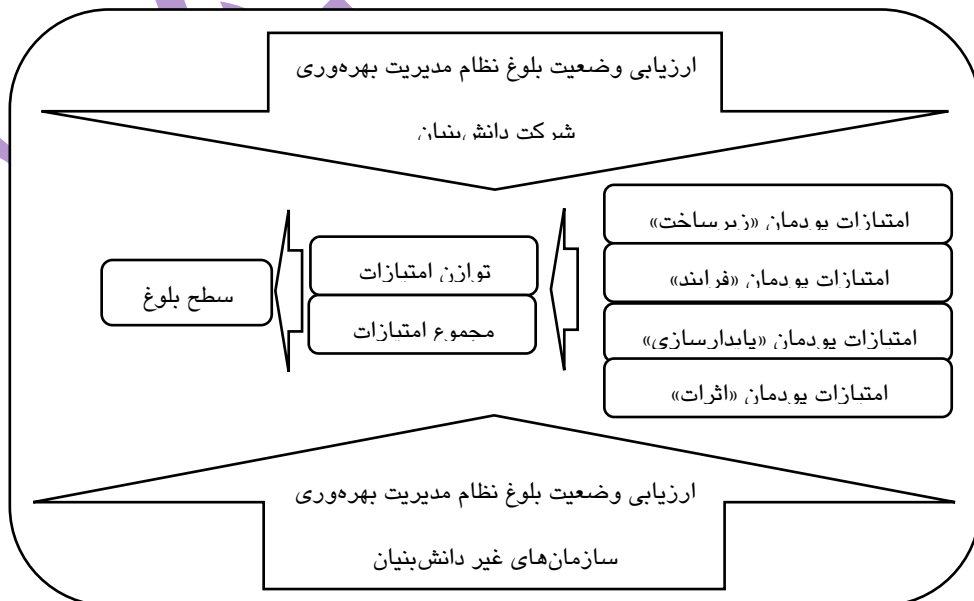 ارزیابی وضعیت بلوغ نظام مدیریت بهره‌وری
شرکت دانش‌بنیان
امتیازات پودمان «زیرساخت»
امتیازات پودمان «فرایند»
امتیازات پودمان «پایدارسازی»
امتیازات پودمان «اثرات»
توازن امتیازات
مجموع امتیازات
سطح بلوغ
ارزیابی وضعیت بلوغ نظام مدیریت بهره‌وری
سازمان‌های غیر دانش‌بنیان